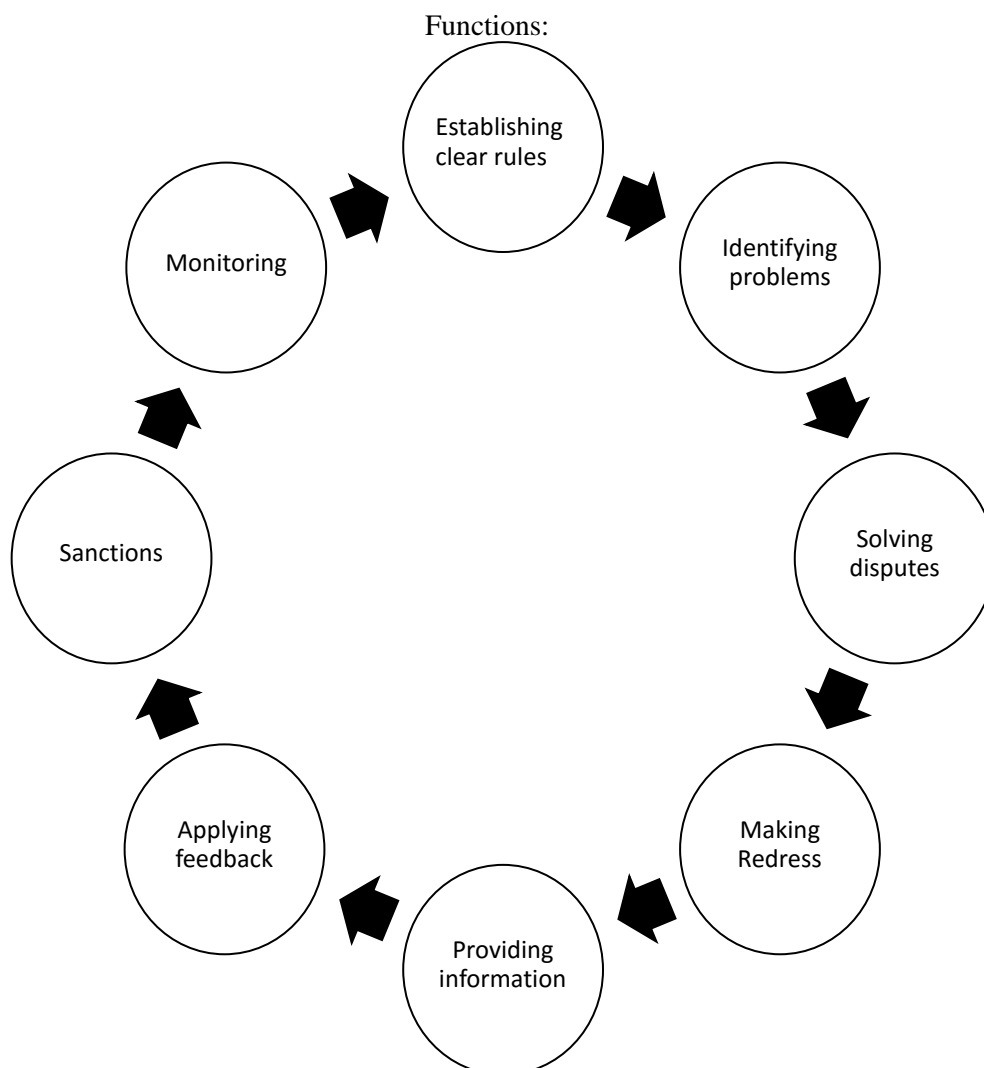 Functions:
Establishing
clear rules
Identifying
problems
Solving
disputes
Making
Redress
Providing
information
Applying
feedback
Sanctions
Monitoring